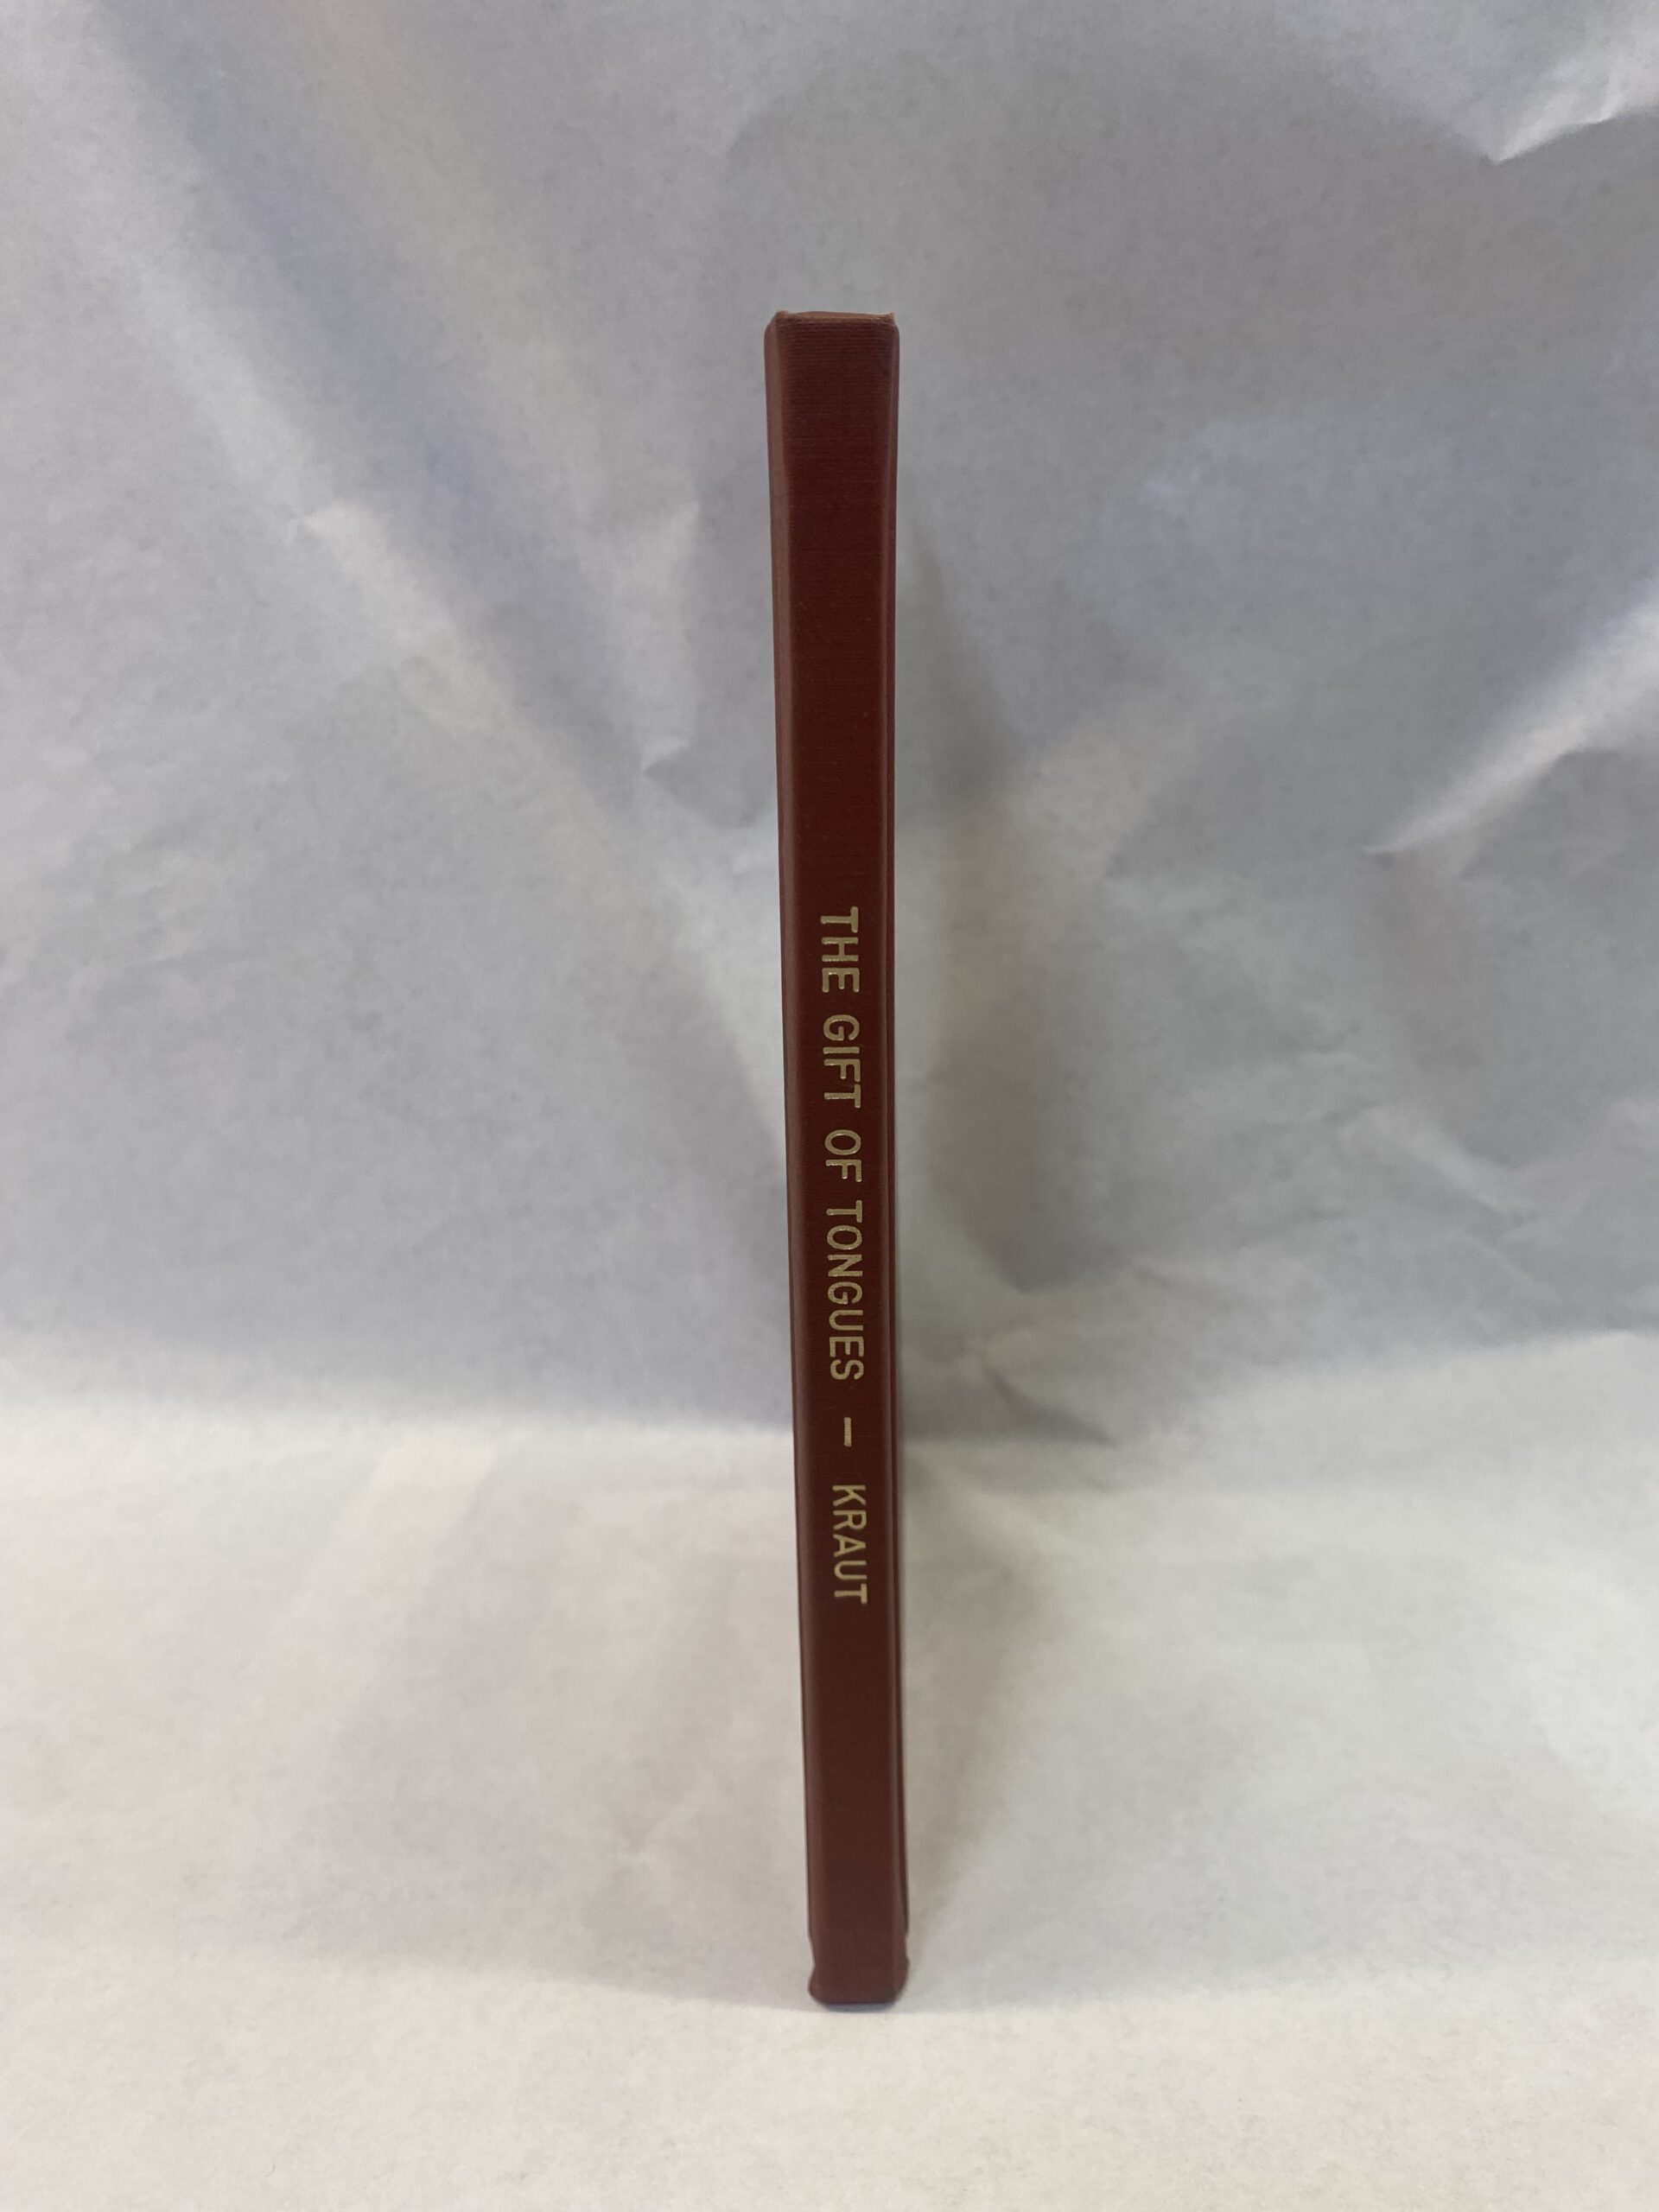 THE GIFT OF TONGUES – KRAUT